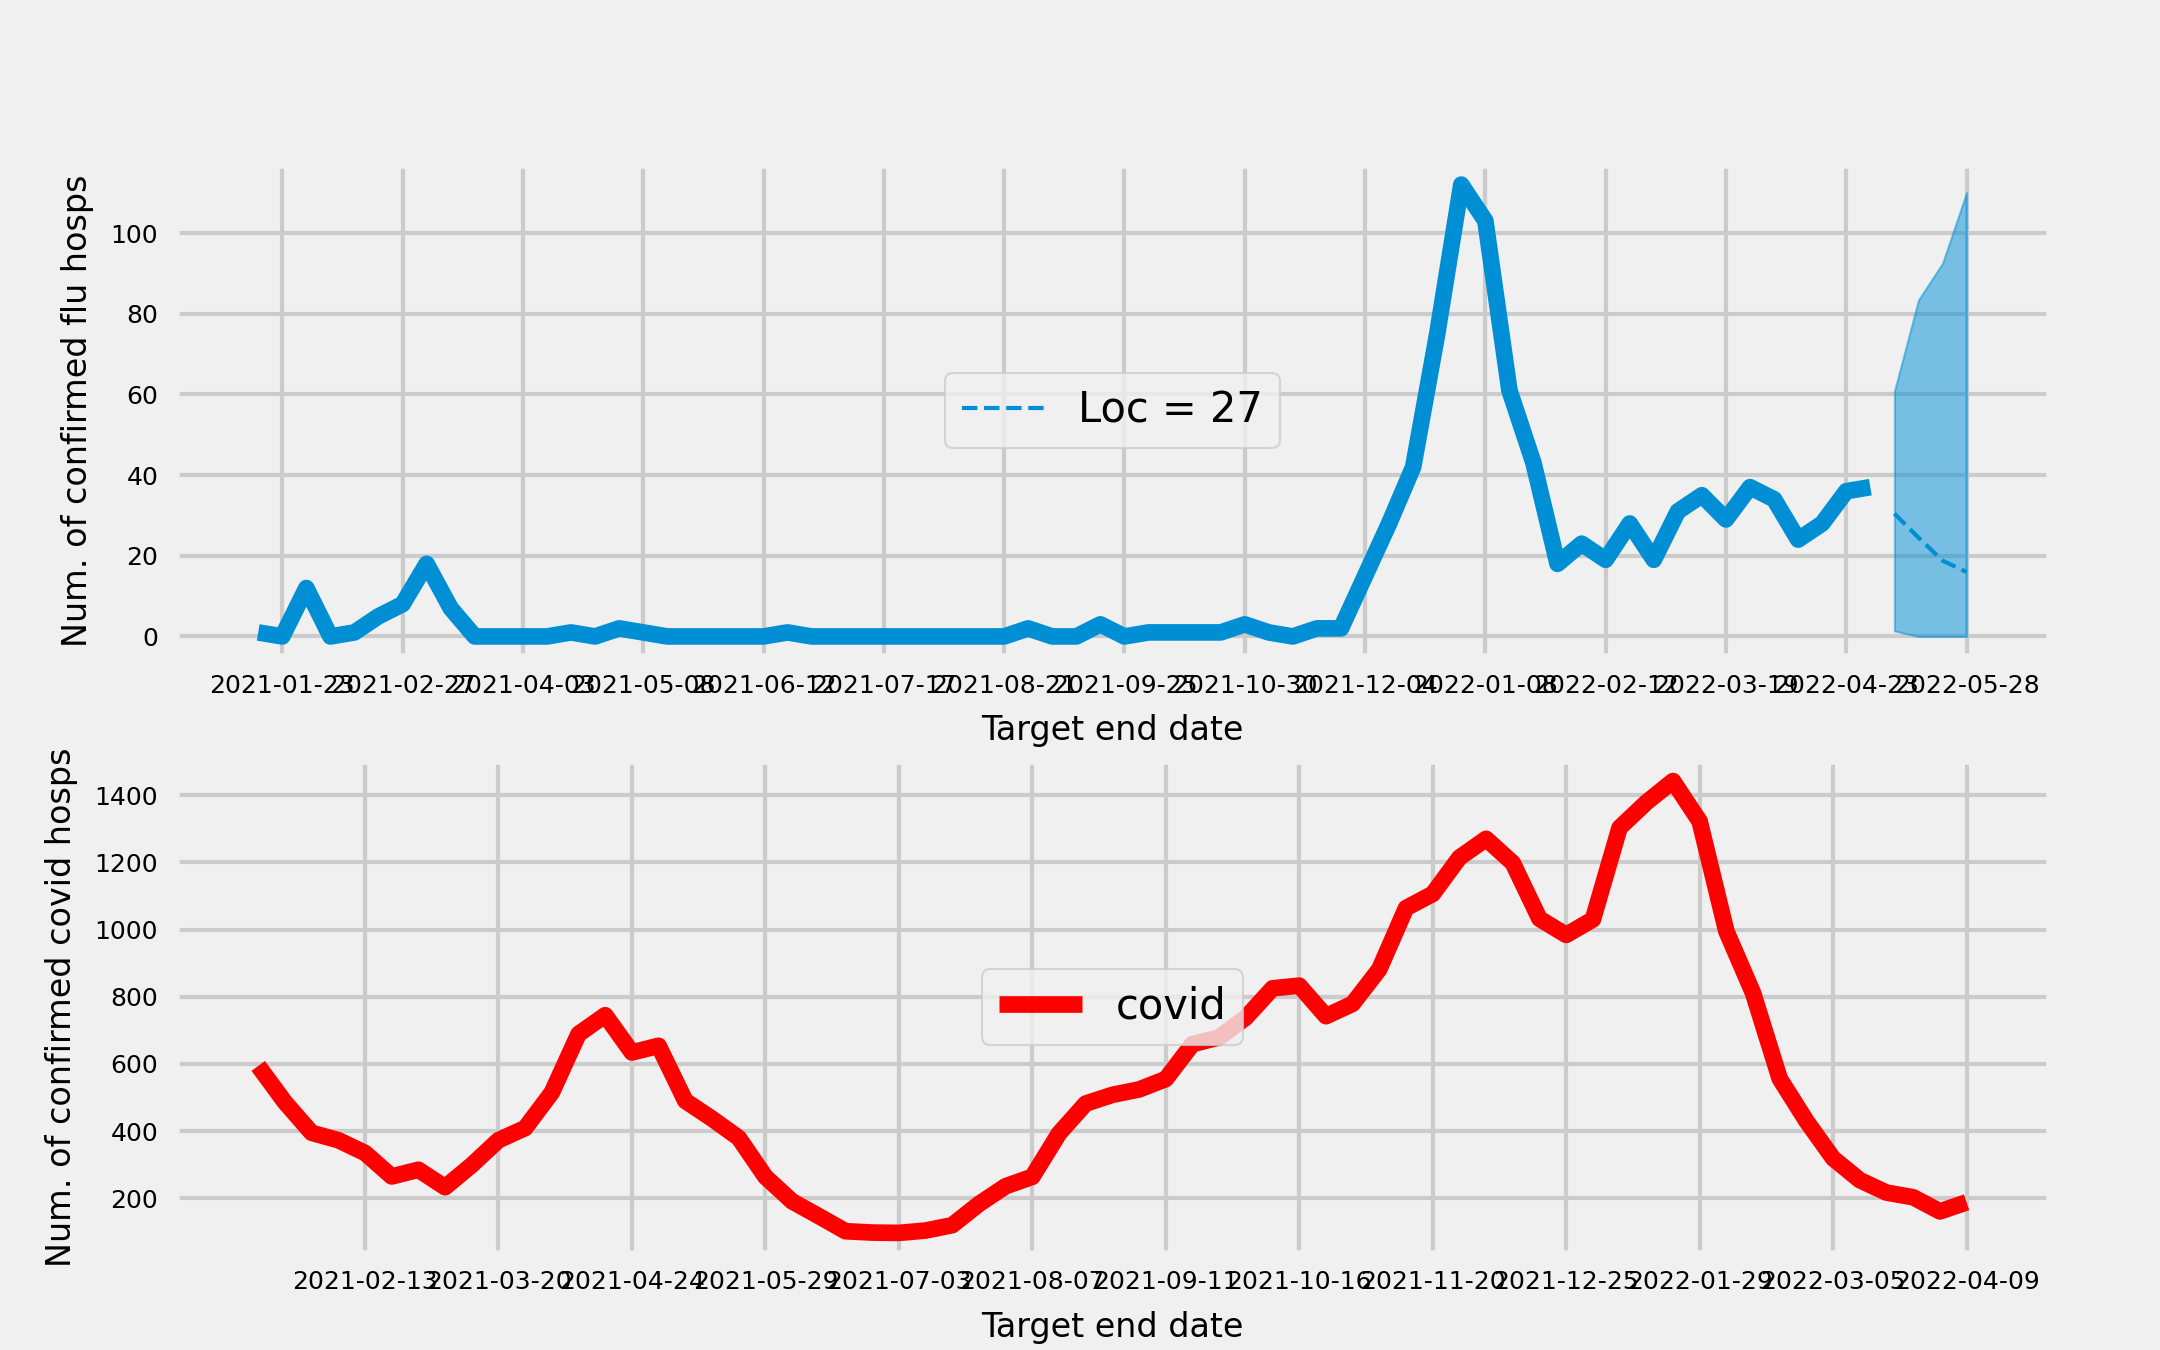 Num. of confirmed flu hosps
100
80
60
40
20
0
Loc = 27
2021-01-23 2021-02-27 2021-04-03 2021-05-08 2021-06-12 2021-07-17 2021-08-21 2021-09-25 2021-10-30 2021-12-04 2022-01-08 2022-02-12 2022-03-19 2022-04-23 2022-05-28
Target end date
Num. of confirmed covid hosps
1400
1200
1000
800
600
400
200
covid
2021-02-13 2021-03-20 2021-04-24 2021-05-29 2021-07-03 2021-08-07 2021-09-11 2021-10-16 2021-11-20 2021-12-25 2022-01-29 2022-03-05 2022-04-09
Target end date